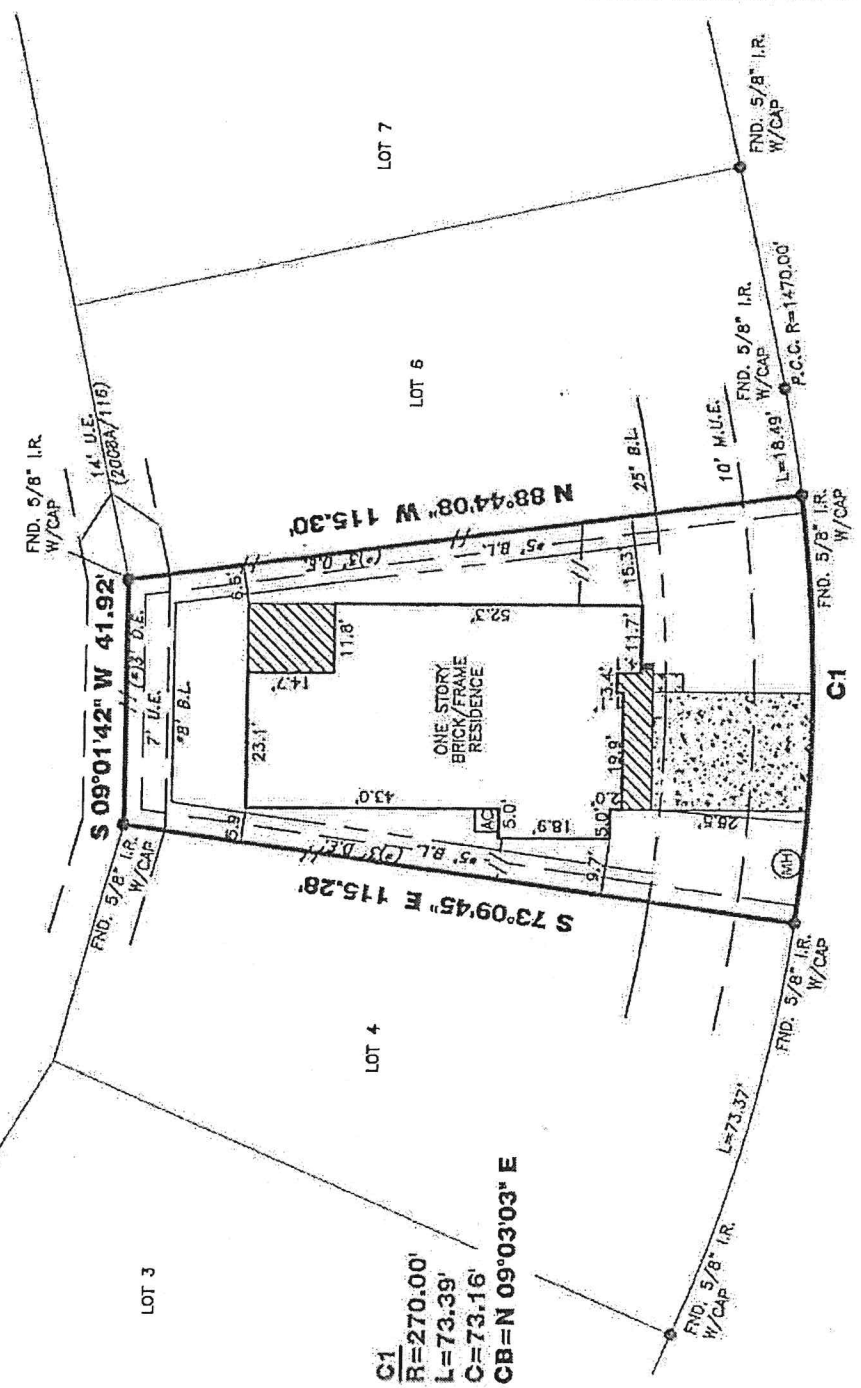 FND. 5/8" I.R.
W/CAP
14' U.E.
(2008A/116)
LOT 7
LOT 6
FND. 5/8" I.R.
W/CAP
FND. 5/8" I.R.
W/CAP
P.C.C. R=1470.00'
L=18.49'
25' B.L.
10' M.U.E.
FND. 5/8" I.R.
W/CAP
N 88°44'08" W 115.30'
S 09°01'42" W 41.92'
(*)3' D.E.
7' U.E.
*8' B.L.
*5' B.L.
(*)3' D.E.
6.5'
15.3'
52.3'
11.8'
14.7'
23.1'
ONE STORY
BRICK/FRAME
RESIDENCE
43.0'
5.9'
AC
5.0'
18.9'
5.0'
9.7'
19.9'
3.4'
11.7'
28.5'
MH
C1
*5' B.L.
(*)3' D.E.
S 73°09'45" E 115.28'
FND. 5/8" I.R.
W/CAP
FND. 5/8" I.R.
W/CAP
LOT 4
L=73.37'
LOT 3
FND. 5/8" I.R.
W/CAP
C1
R=270.00'
L=73.39'
C=73.16'
CB=N 09°03'03" E